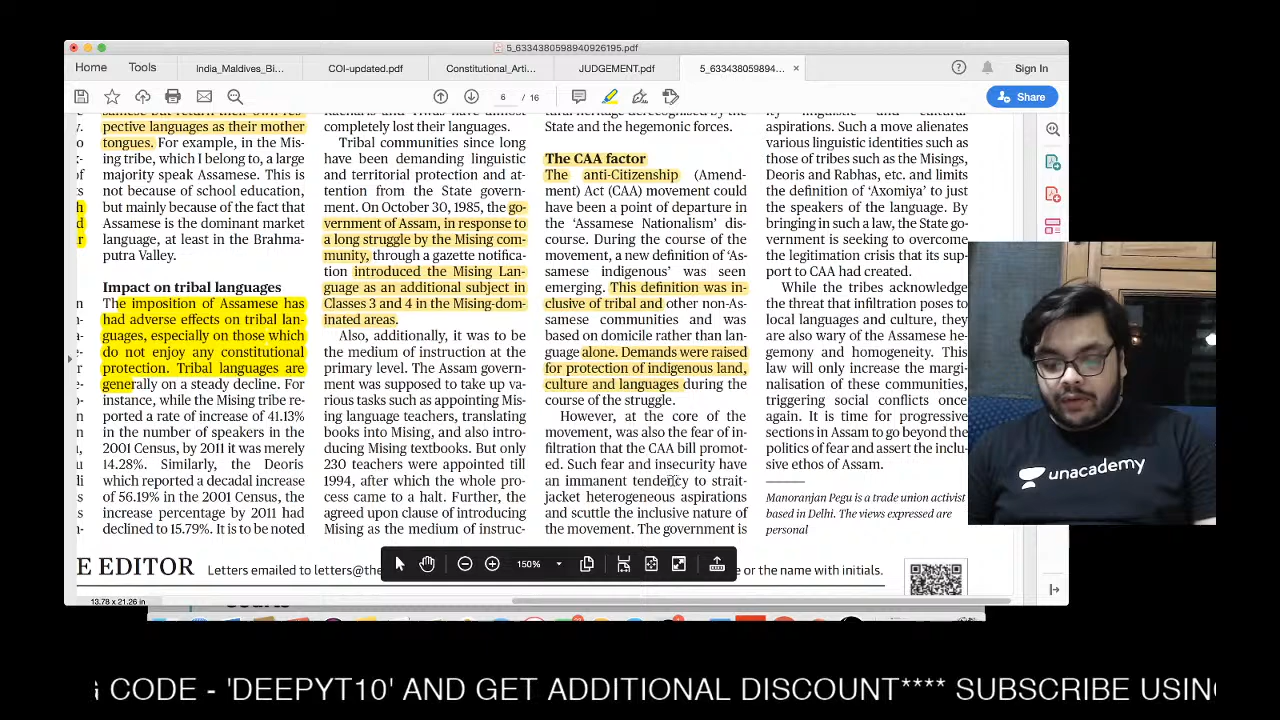 5_6334380598940926195.pdf
Home
Tools
India_Maldives_Bi...
COI-updated.pdf
Constitutional_Arti...
JUDGEMENT.pdf
5_633438059894...
×
Sign In
6 / 16
Share
samese but return their own res-
pective languages as their mother
tongues. For example, in the Mis-
ing tribe, which I belong to, a large
majority speak Assamese. This is
not because of school education,
but mainly because of the fact that
Assamese is the dominant market
language, at least in the Brahma-
putra Valley.
Impact on tribal languages
The imposition of Assamese has
had adverse effects on tribal lan-
guages, especially on those which
do not enjoy any constitutional
protection. Tribal languages are
generally on a steady decline. For
instance, while the Mising tribe re-
ported a rate of increase of 41.13%
in the number of speakers in the
2001 Census, by 2011 it was merely
14.28%. Similarly, the Deoris
which reported a decadal increase
of 56.19% in the 2001 Census, the
increase percentage by 2011 had
declined to 15.79%. It is to be noted
completely lost their languages.
Tribal communities since long
have been demanding linguistic
and territorial protection and at-
tention from the State govern-
ment. On October 30, 1985, the go-
vernment of Assam, in response to
a long struggle by the Mising com-
munity, through a gazette notifica-
tion introduced the Mising Lan-
guage as an additional subject in
Classes 3 and 4 in the Mising-dom-
inated areas.
Also, additionally, it was to be
the medium of instruction at the
primary level. The Assam govern-
ment was supposed to take up va-
rious tasks such as appointing Mis-
ing language teachers, translating
books into Mising, and also intro-
ducing Mising textbooks. But only
230 teachers were appointed till
1994, after which the whole pro-
cess came to a halt. Further, the
agreed upon clause of introducing
Mising as the medium of instruc-
State and the hegemonic forces.
The CAA factor
The anti-Citizenship (Amend-
ment) Act (CAA) movement could
have been a point of departure in
the 'Assamese Nationalism' dis-
course. During the course of the
movement, a new definition of 'As-
samese indigenous' was seen
emerging. This definition was in-
clusive of tribal and other non-As-
samese communities and was
based on domicile rather than lan-
guage alone. Demands were raised
for protection of indigenous land,
culture and languages during the
course of the struggle.
However, at the core of the
movement, was also the fear of in-
filtration that the CAA bill promot-
ed. Such fear and insecurity have
an immanent tendency to strait-
jacket heterogeneous aspirations
and scuttle the inclusive nature of
the movement. The government is
aspirations. Such a move alienates
various linguistic identities such as
those of tribes such as the Misings,
Deoris and Rabhas, etc. and limits
the definition of 'Axomiya' to just
the speakers of the language. By
bringing in such a law, the State go-
vernment is seeking to overcome
the legitimation crisis that its sup-
port to CAA had created.
While the tribes acknowledge
the threat that infiltration poses to
local languages and culture, they
are also wary of the Assamese he-
gemony and homogeneity. This
law will only increase the margi-
nalisation of these communities,
triggering social conflicts once
again. It is time for progressive
sections in Assam to go beyond the
politics of fear and assert the inclu-
sive ethos of Assam.
Manoranjan Pegu is a trade union activist
based in Delhi. The views expressed are
personal
E EDITOR
Letters emailed to letters@the
e or the name with initials.
150%
13.78 x 21.26 in
unacademy
G CODE - 'DEEPYT10' AND GET ADDITIONAL DISCOUNT**** SUBSCRIBE USING